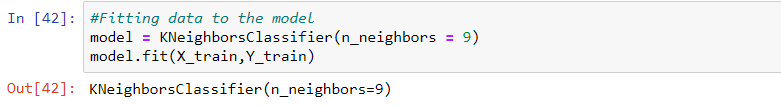 In [42]: #Fitting data to the model
model = KNeighborsClassifier(n_neighbors = 9)
model.fit(X_train,Y_train)
Out[42]: KNeighborsClassifier(n_neighbors=9)